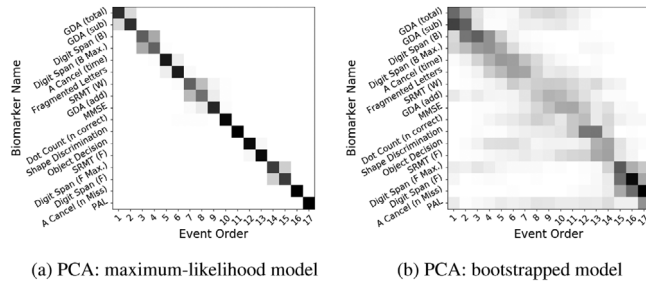 GDA (total)
GDA (sub)
Digit Span (B)
Digit Span (B Max.)
A Cancel (time)
Fragmented Letters
SRMT (W)
GDA (add)
MMSE
Dot Count (n correct)
Shape Discrimination
Object Decision
SRMT (F)
Digit Span (F Max.)
Digit Span (F)
A Cancel (n Miss)
PAL
Biomarker Name
1 2 3 4 5 6 7 8 9 10 11 12 13 14 15 16 17
Event Order
(a) PCA: maximum-likelihood model
GDA (total)
GDA (sub)
Digit Span (B)
Digit Span (B Max.)
A Cancel (time)
Fragmented Letters
SRMT (W)
GDA (add)
MMSE
Dot Count (n correct)
Shape Discrimination
Object Decision
SRMT (F)
Digit Span (F Max.)
Digit Span (F)
A Cancel (n Miss)
PAL
Biomarker Name
1 2 3 4 5 6 7 8 9 10 11 12 13 14 15 16 17
Event Order
(b) PCA: bootstrapped model